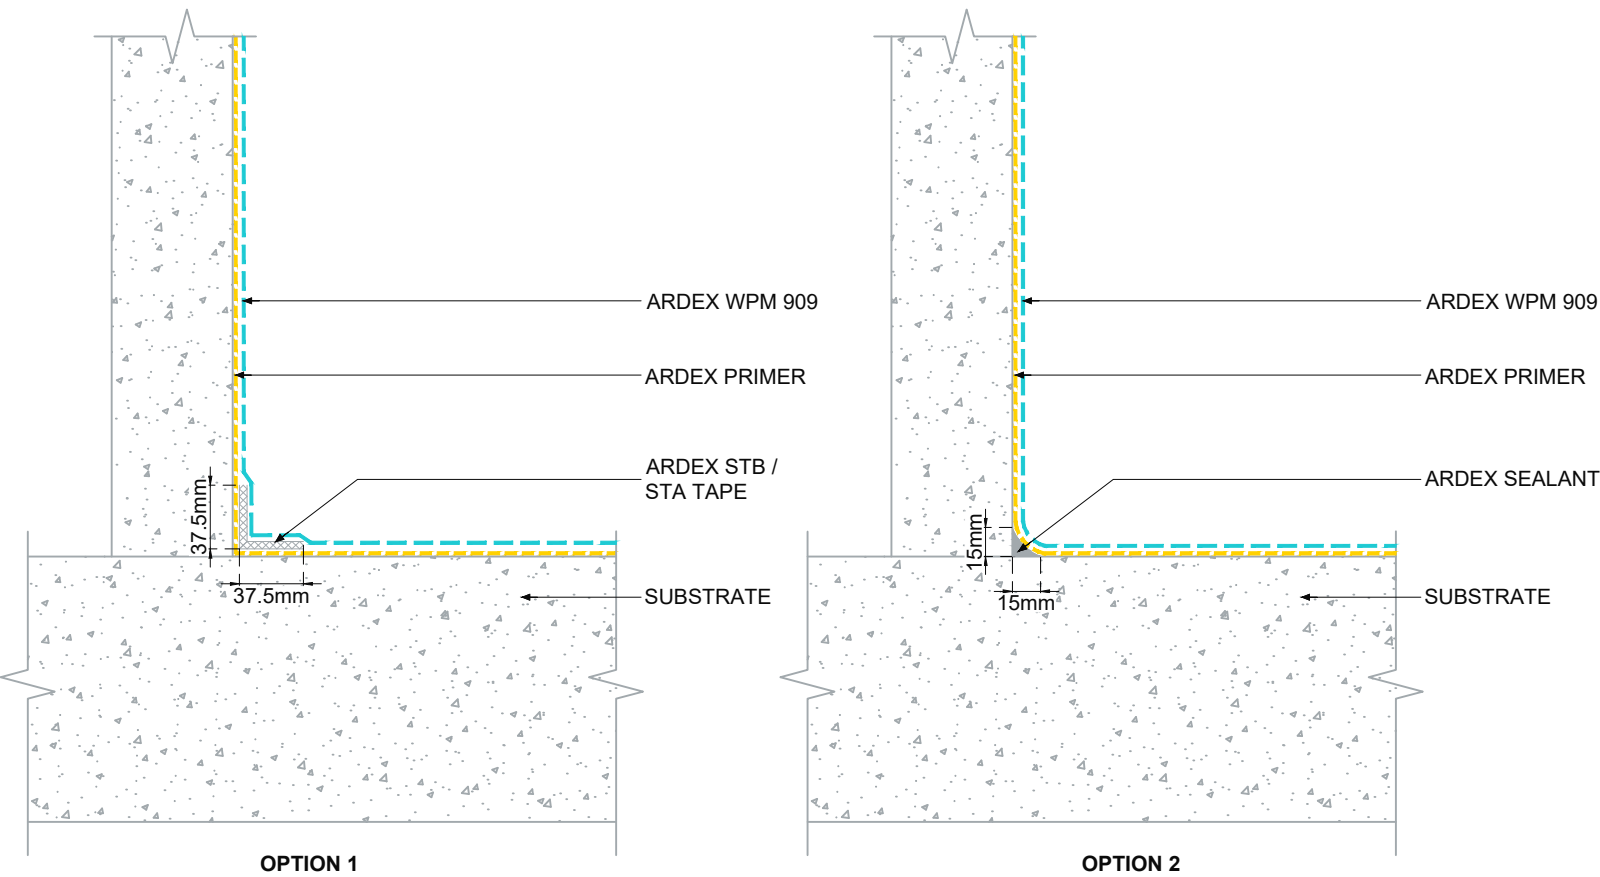 ARDEX WPM 909
ARDEX PRIMER
ARDEX STB /
STA TAPE
37.5mm
37.5mm
SUBSTRATE
OPTION 1
ARDEX WPM 909
ARDEX PRIMER
ARDEX SEALANT
15mm
15mm
SUBSTRATE
OPTION 2